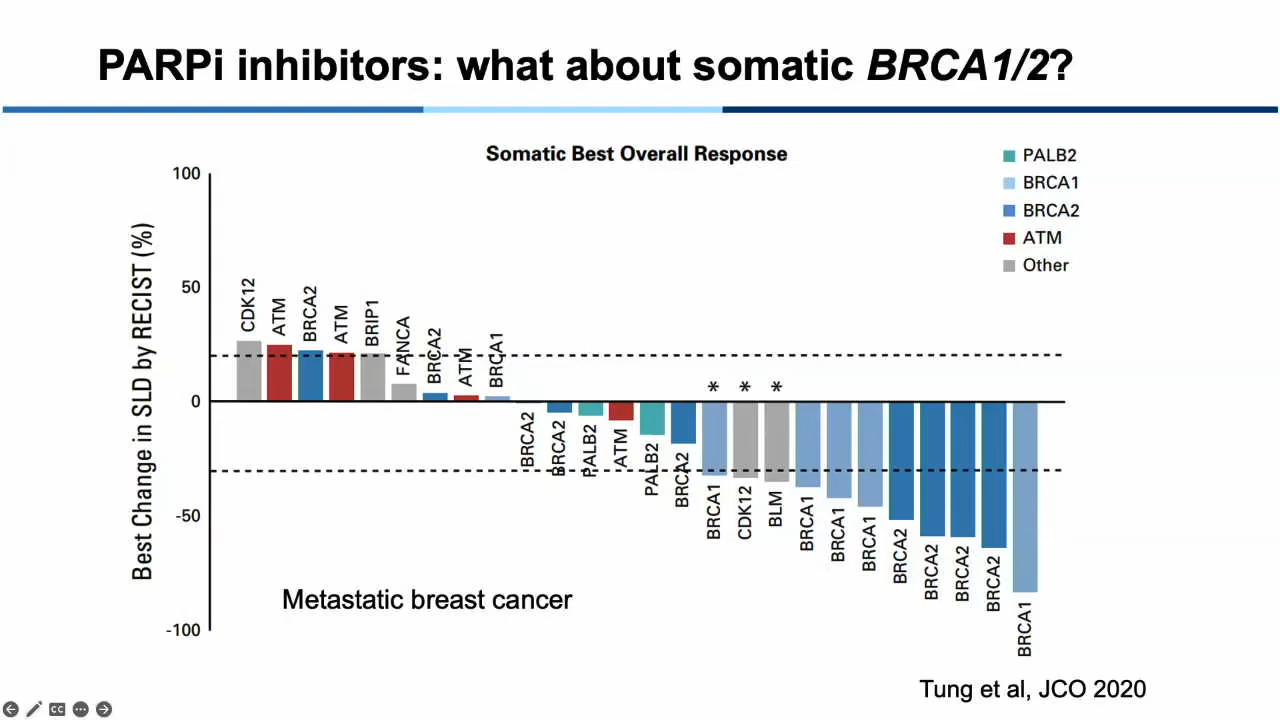 PARPi inhibitors: what about somatic BRCA1/2?
Somatic Best Overall Response
PALB2
BRCA1
BRCA2
ATM
Other
Best Change in SLD by RECIST (%)
100
50
0
-50
-100
CDK12
ATM
BRCA2
ATM
BRIP1
FANCA
BRCA2
ATM
BRCA1
BRCA2
BRCA2
PALB2
ATM
PALB2
BRCA2
* * *
BRCA1
CDK12
BLM
BRCA1
BRCA1
BRCA1
BRCA2
BRCA2
BRCA2
BRCA2
BRCA1
Metastatic breast cancer
Tung et al, JCO 2020
CC